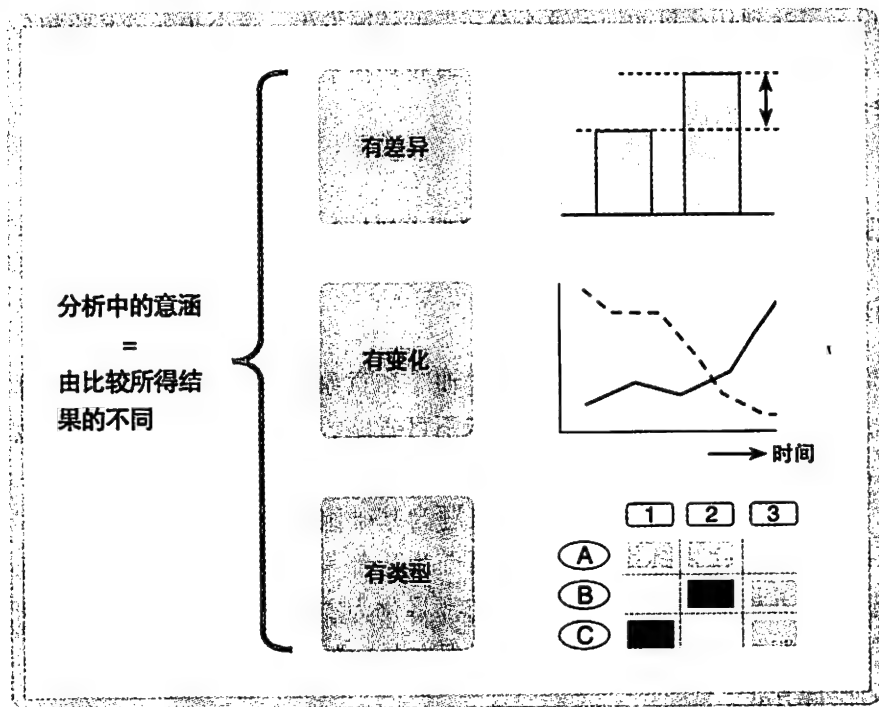 有差异
分析中的意涵
=
由比较所得结
果的不同
有变化
时间
有类型
1 2 3
A
B
C